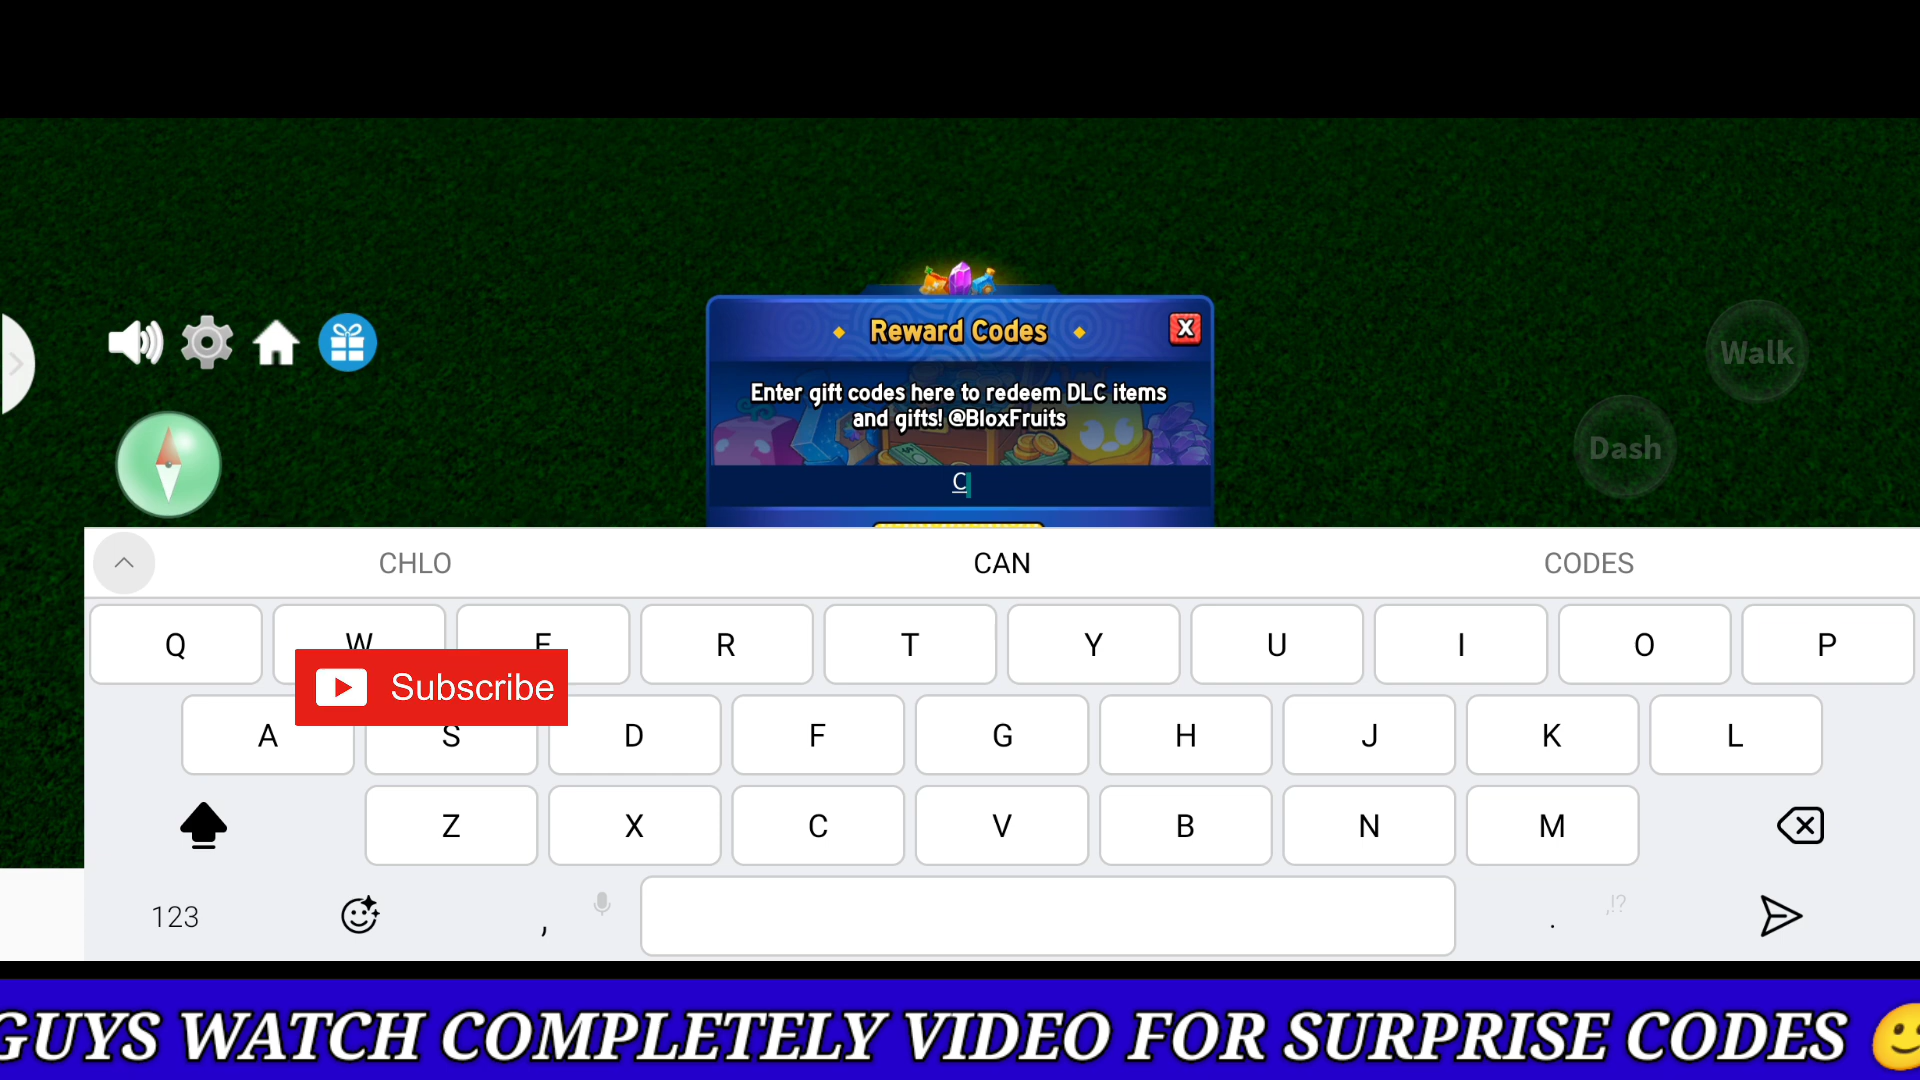 Reward Codes
X
Enter gift codes here to redeem DLC items
and gifts! @BloxFruits
C
Walk
Dash
CHLO CAN CODES
Q W E R T Y U I O P
Subscribe
A S D F G H J K L
Z X C V B N M
123 , . ,!?
GUYS WATCH COMPLETELY VIDEO FOR SURPRISE CODES 🙂